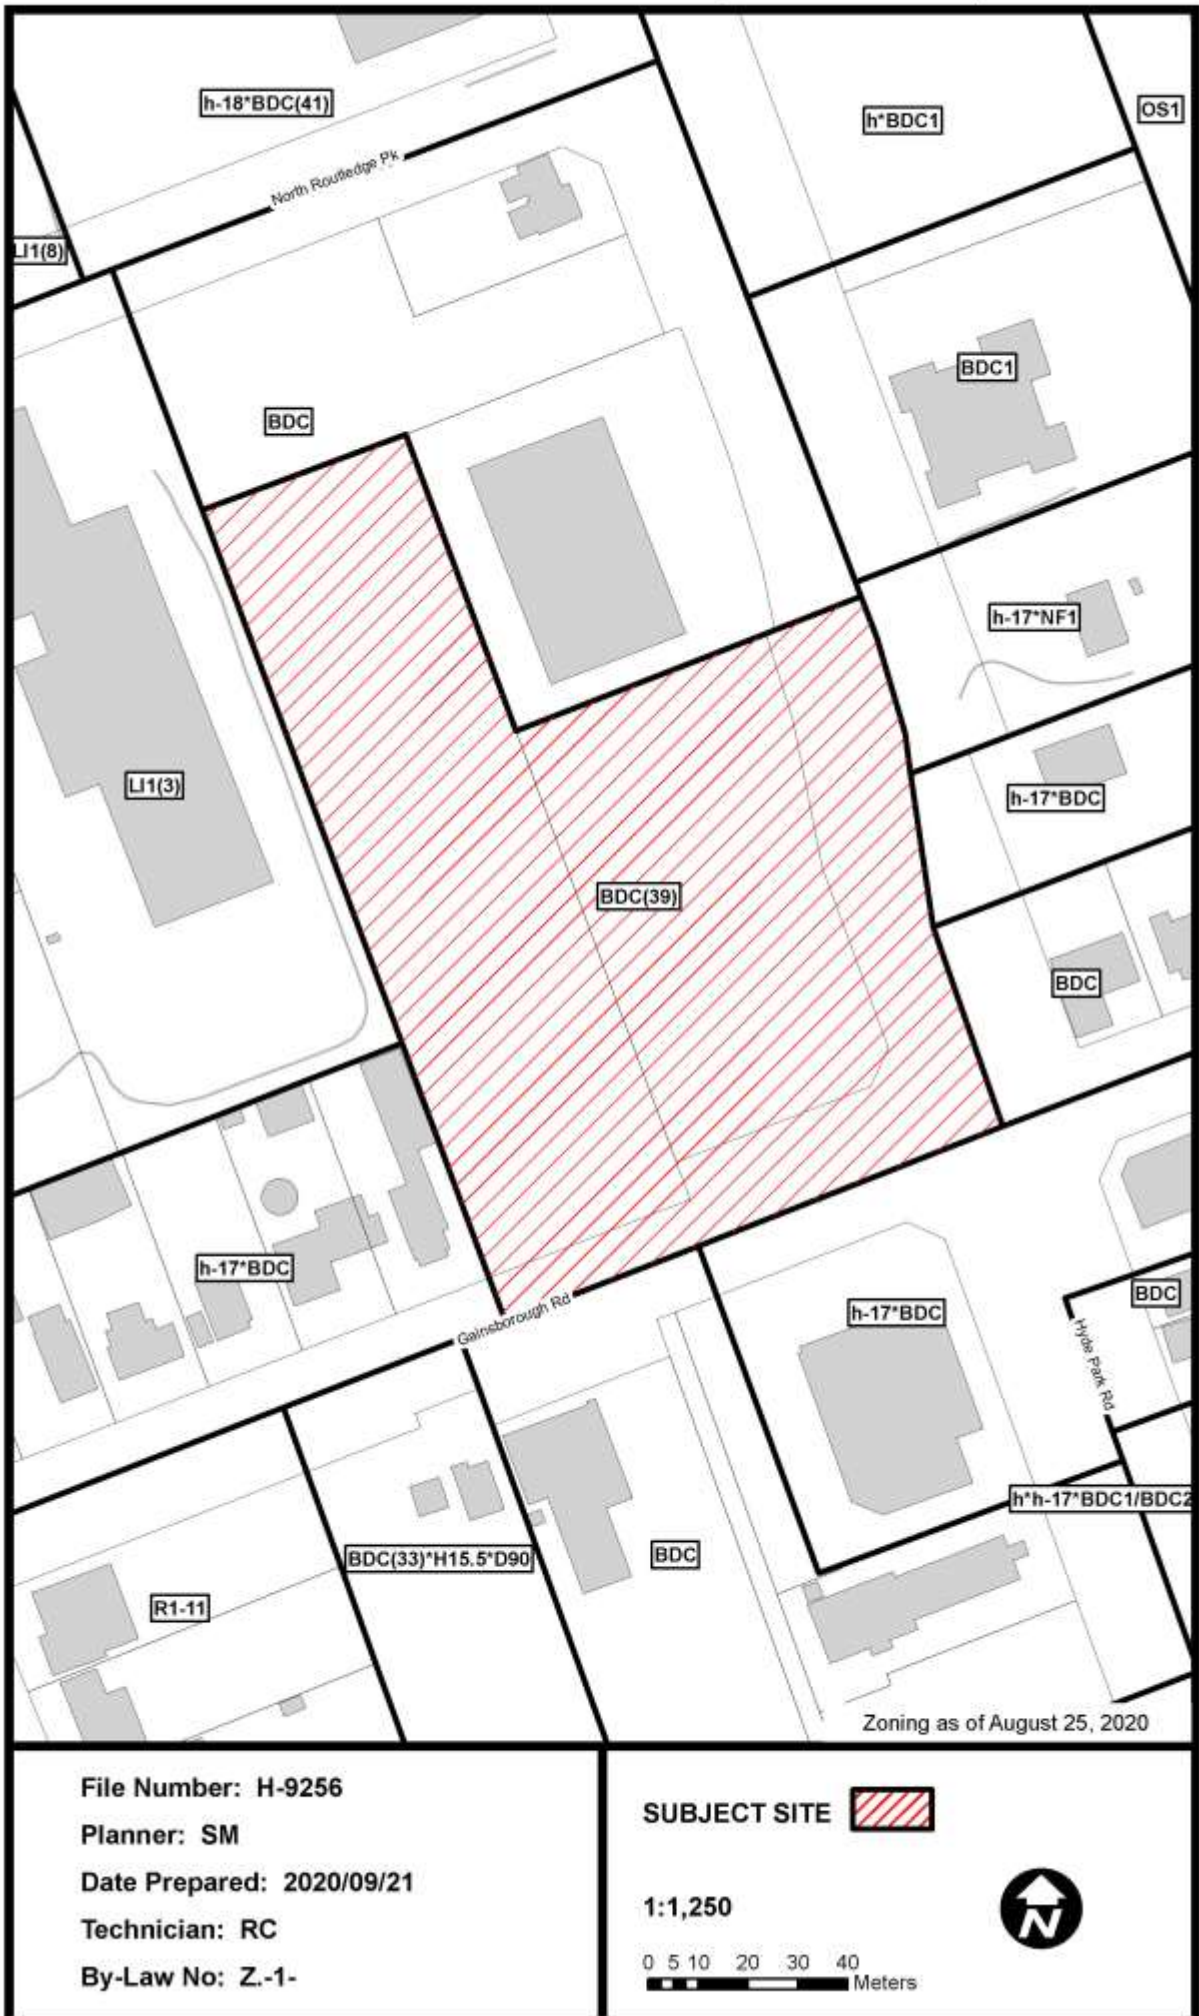 h-18*BDC(41)
h*BDC1
OS1
North Routledge Pk
LI1(8)
BDC1
BDC
h-17*NF1
LI1(3)
h-17*BDC
BDC(39)
BDC
h-17*BDC
BDC
h-17*BDC
Gainsborough Rd
Hyde Park Rd
h*h-17*BDC1/BDC2
BDC(33)*H15.5*D90
BDC
R1-11
Zoning as of August 25, 2020
File Number: H-9256
Planner: SM
Date Prepared: 2020/09/21
Technician: RC
By-Law No: Z.-1-
SUBJECT SITE
1:1,250
N
0 5 10 20 30 40
Meters